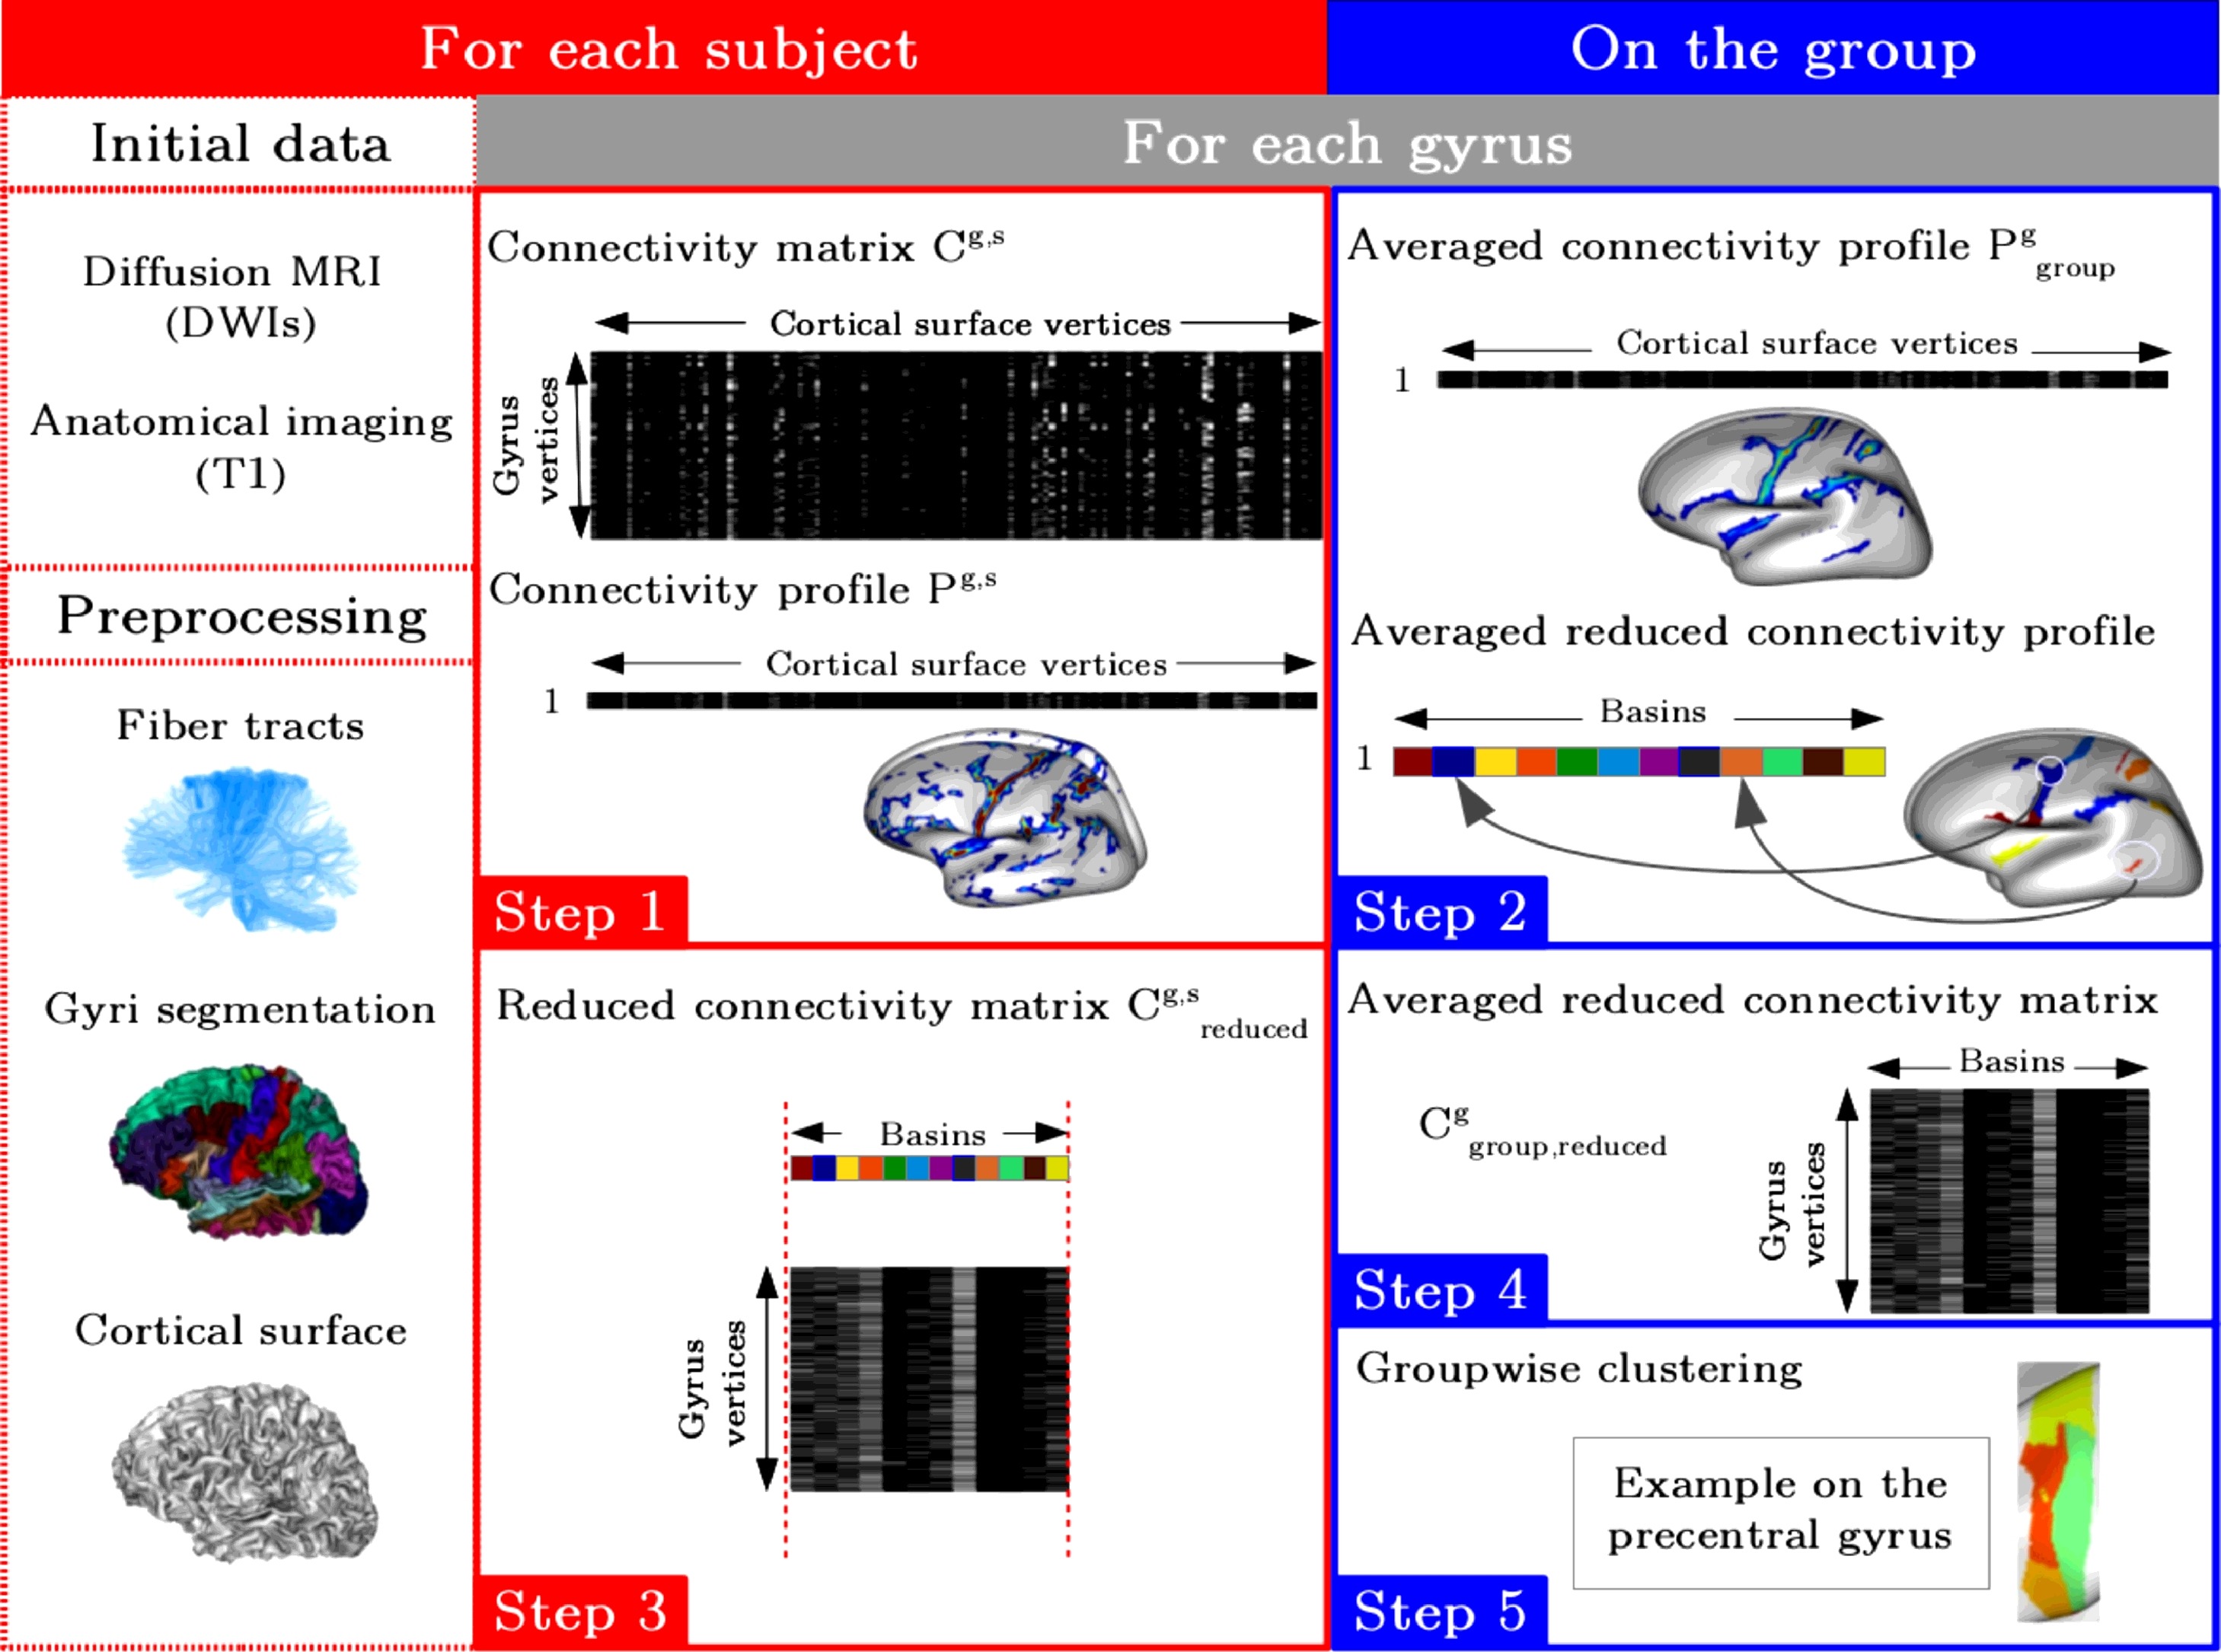 For each subject
On the group
Initial data
For each gyrus
Diffusion MRI
(DWIs)
Anatomical imaging
(T1)
Preprocessing
Fiber tracts
Gyri segmentation
Cortical surface
Connectivity matrix C^g,s
Cortical surface vertices
Gyrus
vertices
Connectivity profile P^g,s
Cortical surface vertices
1
Step 1
Averaged connectivity profile P^g_group
Cortical surface vertices
1
Averaged reduced connectivity profile
Basins
1
Step 2
Reduced connectivity matrix C^g,s_reduced
Basins
Gyrus
vertices
Step 3
Averaged reduced connectivity matrix
Basins
C^g_group,reduced
Gyrus
vertices
Step 4
Groupwise clustering
Example on the
precentral gyrus
Step 5